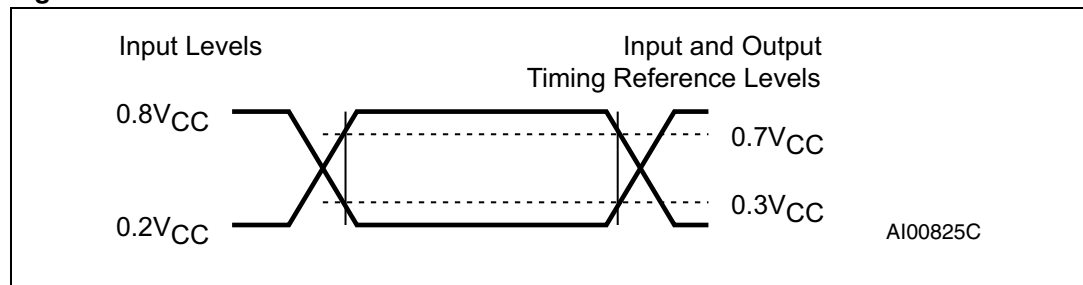 Input Levels
Input and Output
Timing Reference Levels
0.8VCC
0.7VCC
0.3VCC
0.2VCC
AI00825C